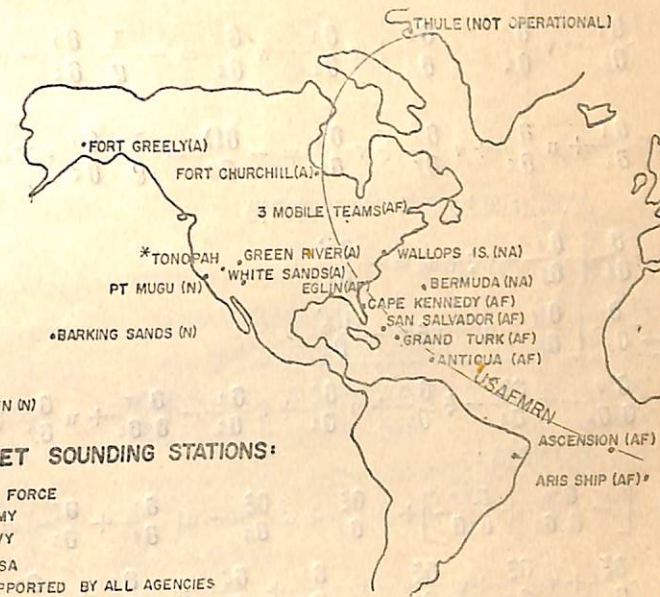 THULE (NOT OPERATIONAL)
FORT GREELY(A)
FORT CHURCHILL(A)
3 MOBILE TEAMS(AF)
*TONOPAH
GREEN RIVER(A)
WALLOPS IS. (NA)
WHITE SANDS(A)
PT MUGU (N)
EGLIN(AF)
BERMUDA (NA)
CAPE KENNEDY (AF)
SAN SALVADOR (AF)
BARKING SANDS (N)
GRAND TURK (AF)
ANTIQUA (AF)
USAFMRN
N (N)
ET SOUNDING STATIONS:
ASCENSION (AF)
ARIS SHIP (AF)
FORCE
MY
VY
SA
PPORTED BY ALL AGENCIES